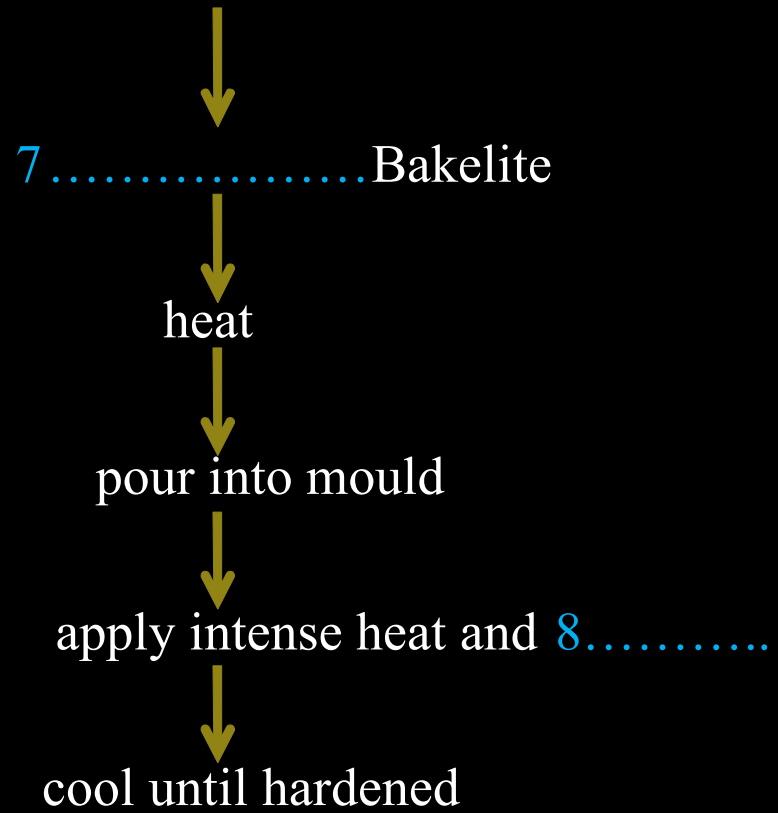 7..................Bakelite
heat
pour into mould
apply intense heat and 8...........
cool until hardened